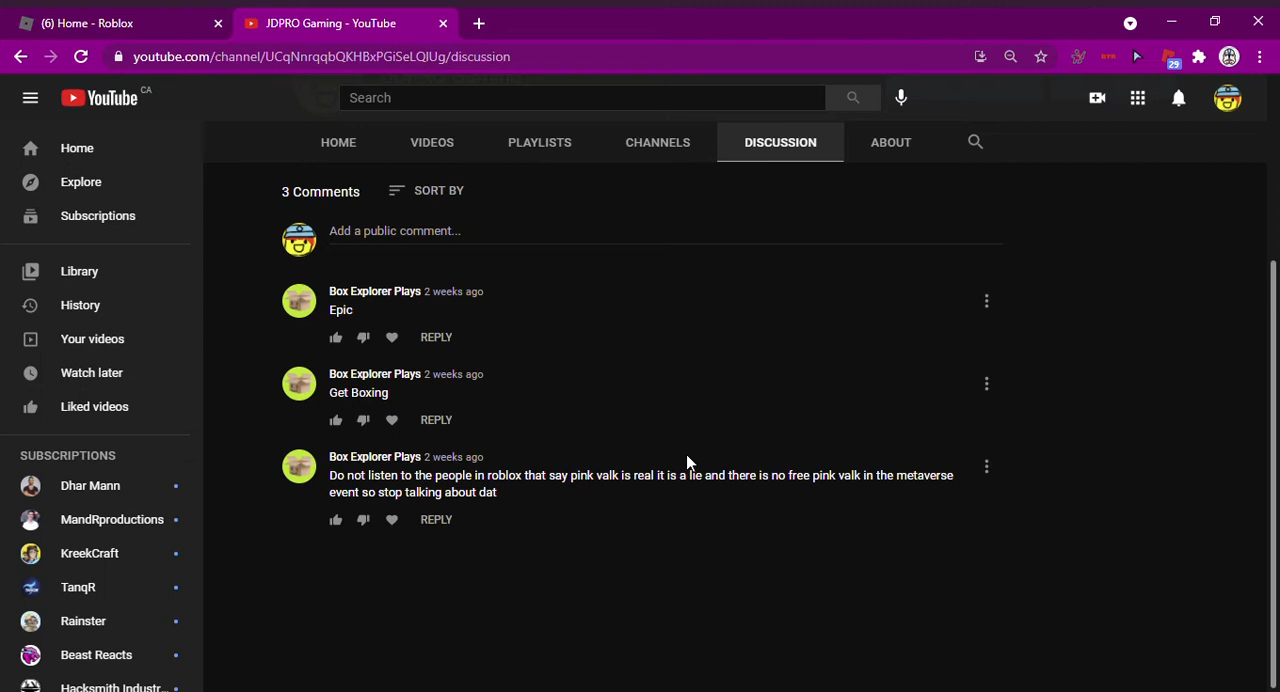 (6) Home - Roblox
JDPRO Gaming - YouTube
youtube.com/channel/UCqNnrqqbQKHBxPGiSeLQlUg/discussion
29
YouTube CA
Search
HOME VIDEOS PLAYLISTS CHANNELS DISCUSSION ABOUT
Home
Explore
Subscriptions
Library
History
Your videos
Watch later
Liked videos
SUBSCRIPTIONS
Dhar Mann
MandRproductions
KreekCraft
TanqR
Rainster
Beast Reacts
Hacksmith Industr...
3 Comments SORT BY
Add a public comment...
Box Explorer Plays 2 weeks ago
Epic
REPLY
Box Explorer Plays 2 weeks ago
Get Boxing
REPLY
Box Explorer Plays 2 weeks ago
Do not listen to the people in roblox that say pink valk is real it is a lie and there is no free pink valk in the metaverse
event so stop talking about dat
REPLY